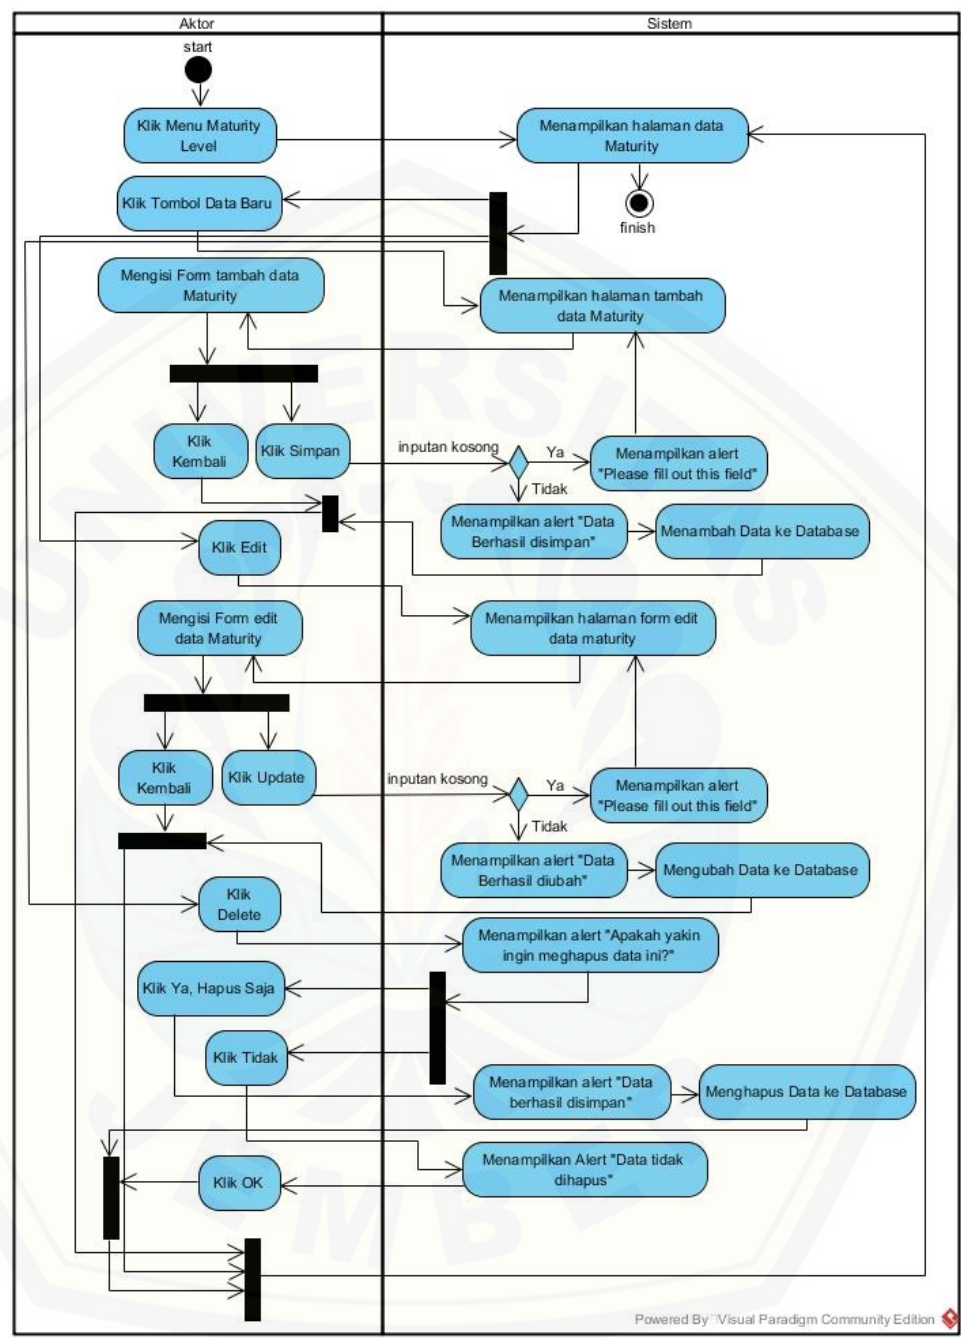 Aktor
Sistem
start
Klik Menu Maturity
Level
Menampilkan halaman data
Maturity
Klik Tombol Data Baru
finish
Mengisi Form tambah data
Maturity
Menampilkan halaman tambah
data Maturity
Klik
Kembali
Klik Simpan
inputan kosong
Ya
Menampilkan alert
"Please fill out this field"
Tidak
Menampilkan alert "Data
Berhasil disimpan"
Menambah Data ke Database
Klik Edit
Mengisi Form edit
data Maturity
Menampilkan halaman form edit
data maturity
Klik
Kembali
Klik Update
inputan kosong
Ya
Menampilkan alert
"Please fill out this field"
Tidak
Menampilkan alert "Data
Berhasil diubah"
Mengubah Data ke Database
Klik
Delete
Menampilkan alert "Apakah yakin
ingin meghapus data ini?"
Klik Ya, Hapus Saja
Klik Tidak
Menampilkan alert "Data
berhasil disimpan"
Menghapus Data ke Database
Menampilkan Alert "Data tidak
dihapus"
Klik OK
UNIVERSITAS
JEMBER
Powered By Visual Paradigm Community Edition